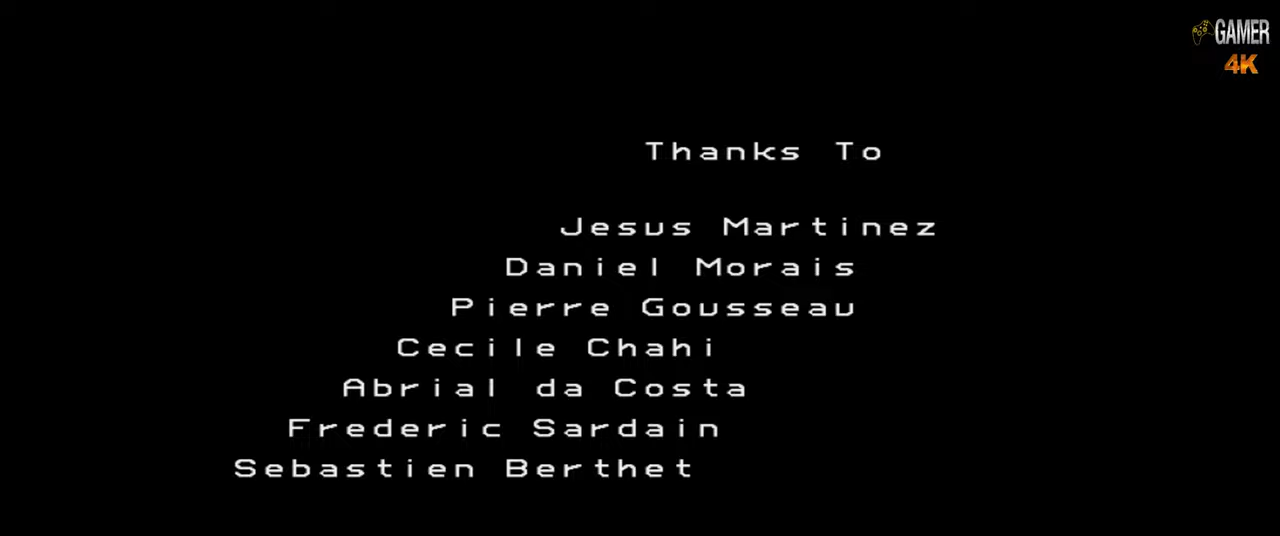 GAMER
4K
Thanks To
Jesus Martinez
Daniel Morais
Pierre Gousseau
Cecile Chahi
Abrial da Costa
Frederic Sardain
Sebastien Berthet